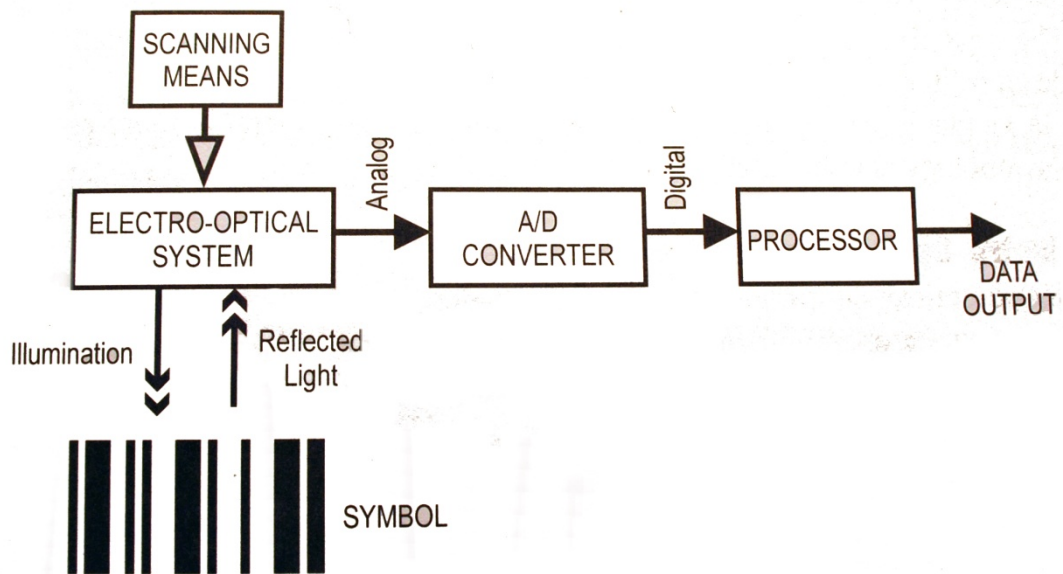 SCANNING
MEANS
ELECTRO-OPTICAL
SYSTEM
Analog
A/D
CONVERTER
Digital
PROCESSOR
DATA
OUTPUT
Illumination
Reflected
Light
SYMBOL